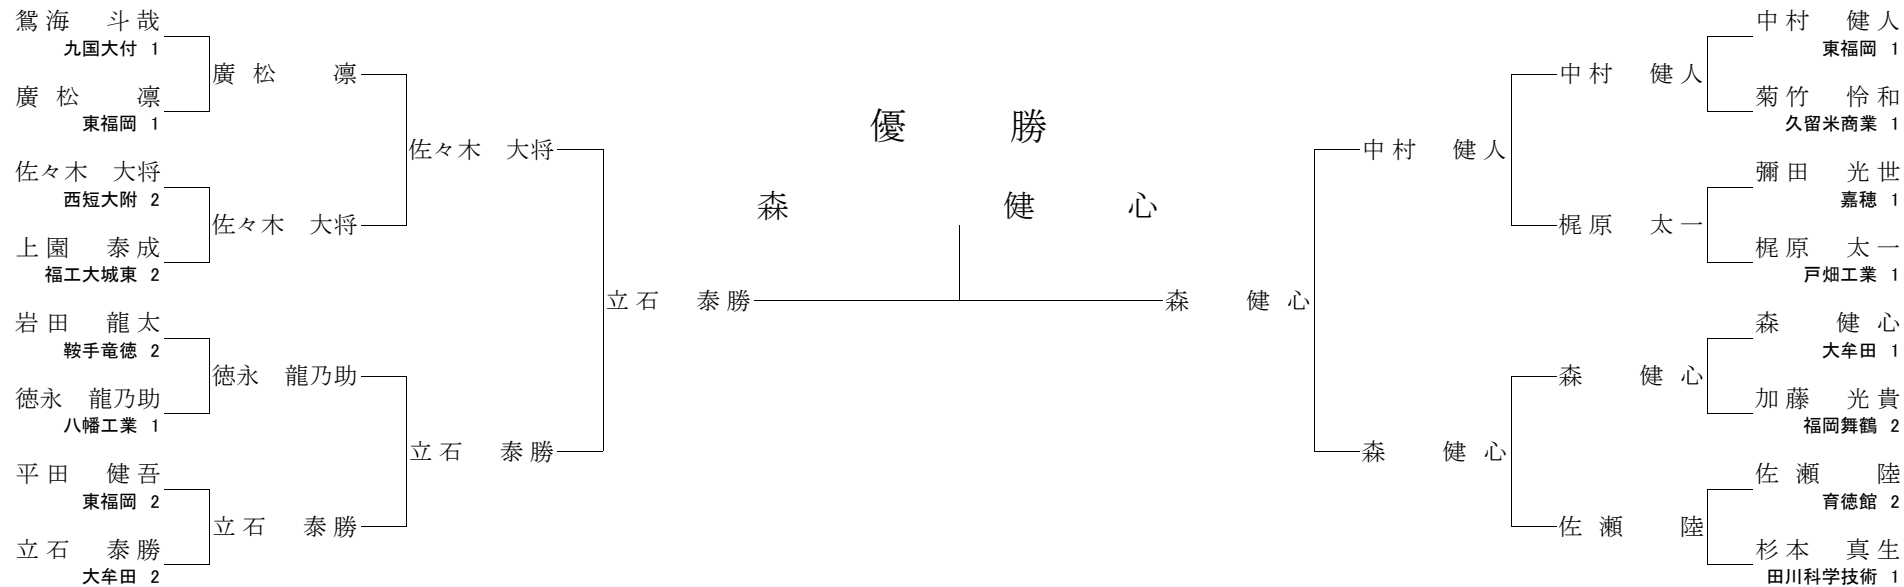 鴛海 斗哉
九国大付 1
廣松 凛
東福岡 1
佐々木 大将
西短大附 2
上園 泰成
福工大城東 2
岩田 龍太
鞍手竜徳 2
徳永 龍乃助
八幡工業 1
平田 健吾
東福岡 2
立石 泰勝
大牟田 2
廣松 凛
佐々木 大将
徳永 龍乃助
立石 泰勝
佐々木 大将
立石 泰勝
立石 泰勝
優勝
森 健心
森 健心
中村 健人
森 健心
中村 健人
梶原 太一
森 健心
佐瀬 陸
中村 健人
東福岡 1
菊竹 怜和
久留米商業 1
彌田 光世
嘉穂 1
梶原 太一
戸畑工業 1
森 健心
大牟田 1
加藤 光貴
福岡舞鶴 2
佐瀬 陸
育徳館 2
杉本 真生
田川科学技術 1